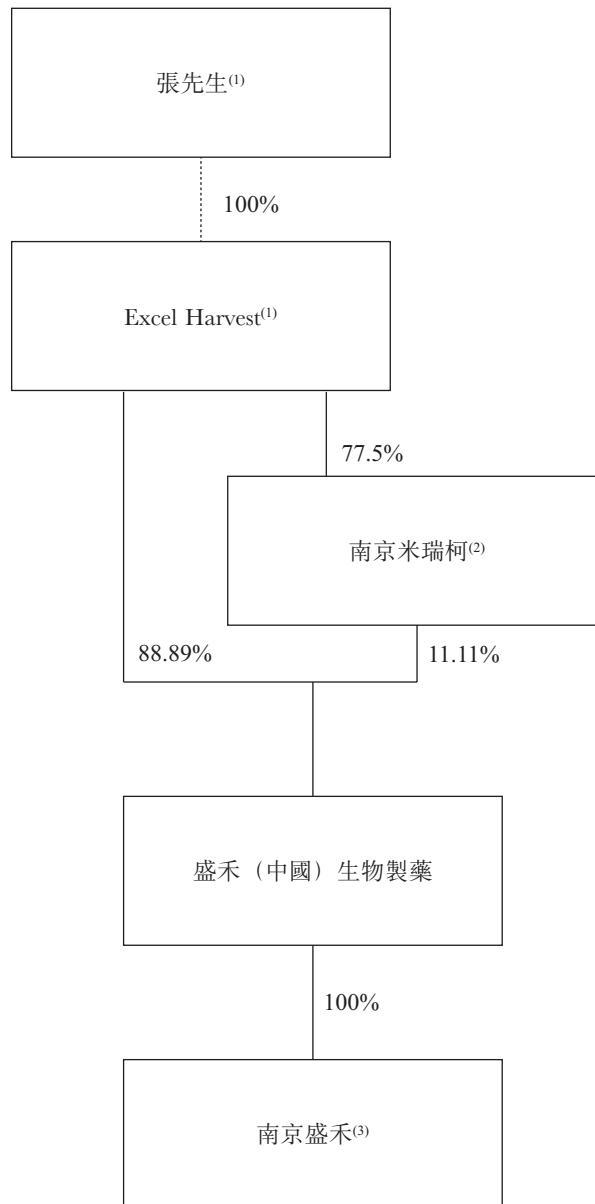 張先生(1)
100%
Excel Harvest(1)
77.5%
南京米瑞柯(2)
88.89%
11.11%
盛禾（中國）生物製藥
100%
南京盛禾(3)